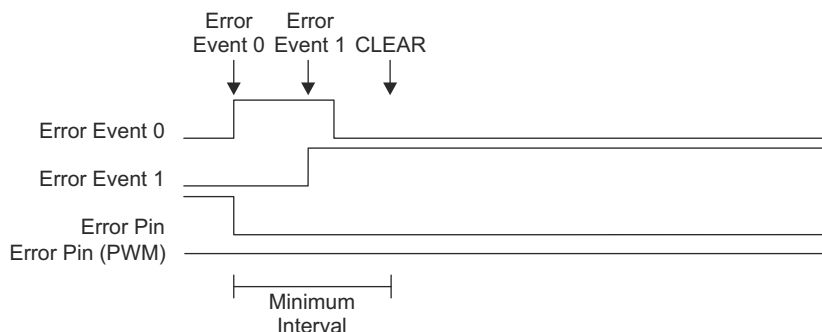 Error
Event 0
Error
Event 1
CLEAR
Error Event 0
Error Event 1
Error Pin
Error Pin (PWM)
Minimum
Interval